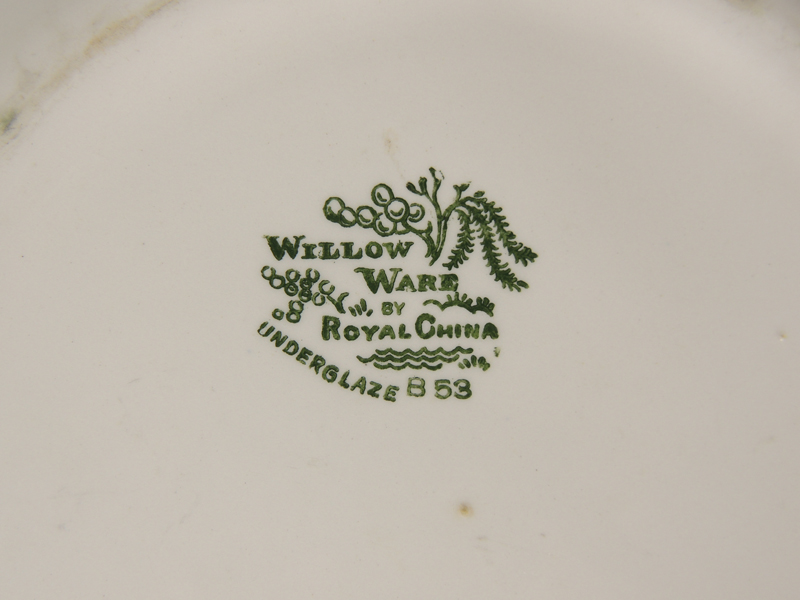 WILLOW
WARE
BY
ROYAL CHINA
UNDERGLAZE B 53